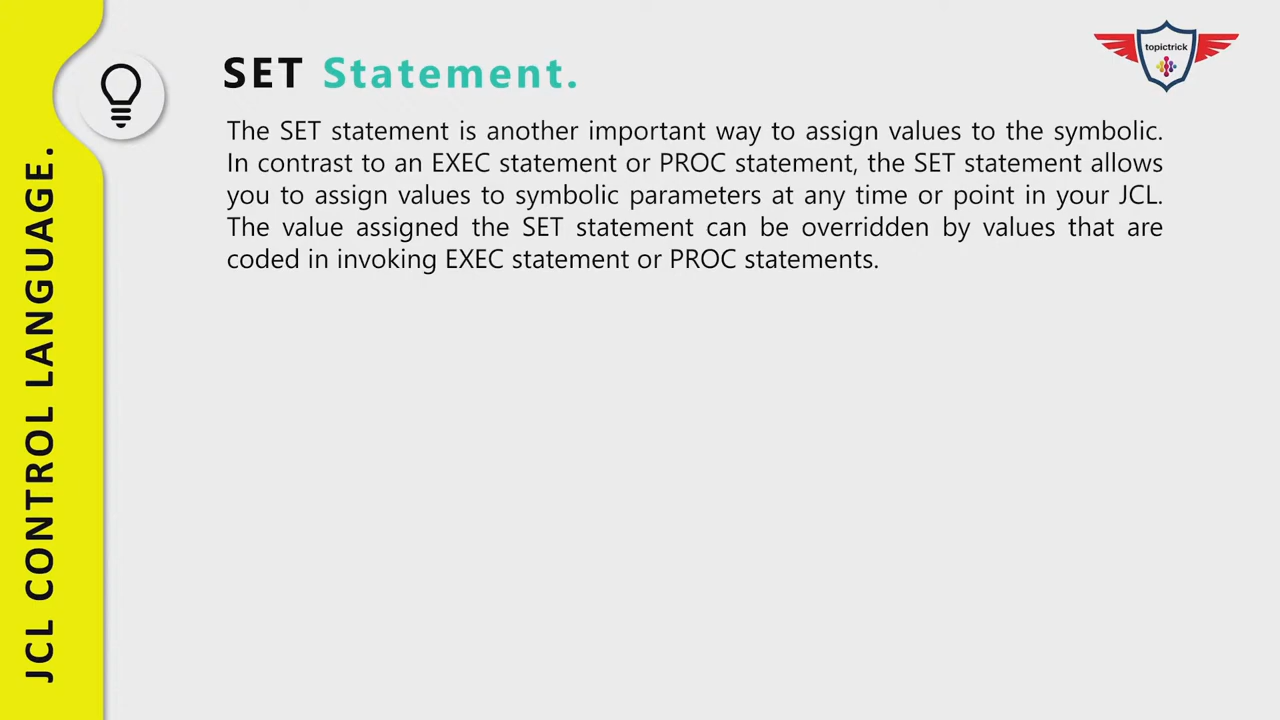 topictrick
SET Statement.
The SET statement is another important way to assign values to the symbolic.
In contrast to an EXEC statement or PROC statement, the SET statement allows
you to assign values to symbolic parameters at any time or point in your JCL.
The value assigned the SET statement can be overridden by values that are
coded in invoking EXEC statement or PROC statements.
JCL CONTROL LANGUAGE.